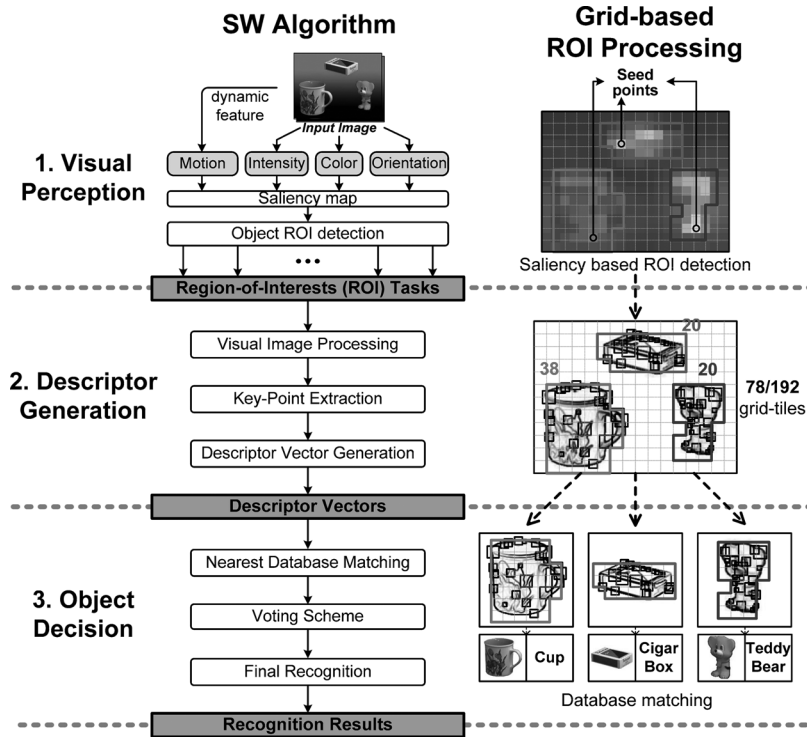 SW Algorithm
Grid-based
ROI Processing
dynamic
feature
Input Image
Seed
points
1. Visual
Perception
Motion
Intensity
Color
Orientation
Saliency map
Object ROI detection
•••
Saliency based ROI detection
Region-of-Interests (ROI) Tasks
2. Descriptor
Generation
Visual Image Processing
Key-Point Extraction
Descriptor Vector Generation
20
38
20
78/192
grid-tiles
Descriptor Vectors
3. Object
Decision
Nearest Database Matching
Voting Scheme
Final Recognition
Cup
Cigar
Box
Teddy
Bear
Database matching
Recognition Results